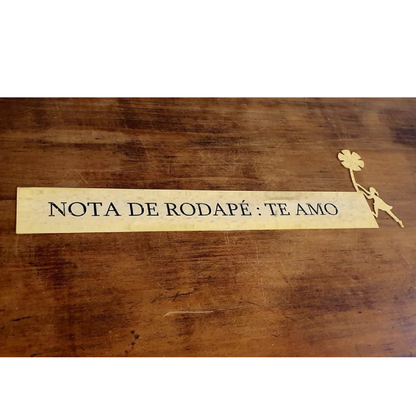 NOTA DE RODAPÉ : TE AMO